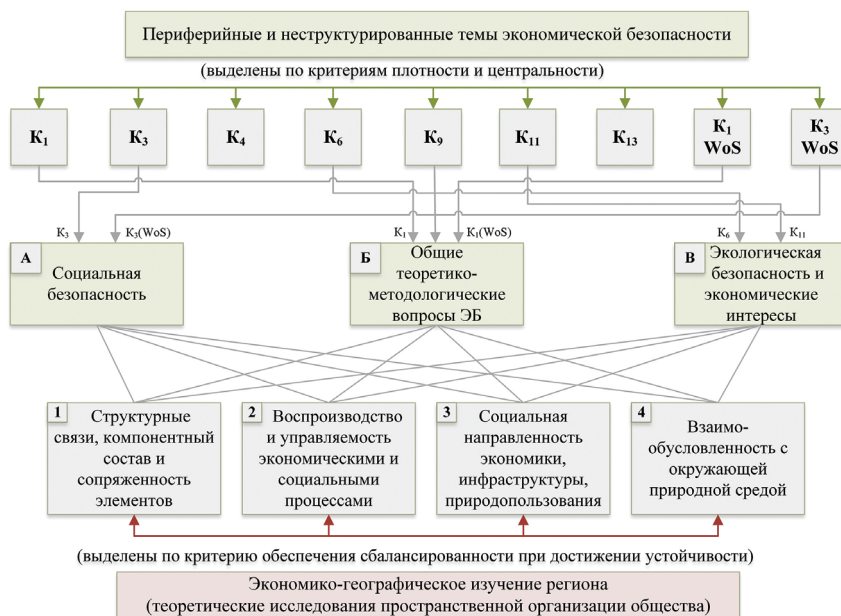 Периферийные и неструктурированные темы экономической безопасности
(выделены по критериям плотности и центральности)
К₁
К₃
К₄
К₆
К₉
К₁₁
К₁₃
К₁
WoS
К₃
WoS
К₃
К₃(WoS)
К₁
К₁(WoS)
К₆
К₁₁
А
Социальная
безопасность
Б
Общие
теоретико-
методологические
вопросы ЭБ
В
Экологическая
безопасность и
экономические
интересы
1
Структурные
связи, компонентный
состав и
сопряженность
элементов
2
Воспроизводство
и управляемость
экономическими и
социальными
процессами
3
Социальная
направленность
экономики,
инфраструктуры,
природопользования
4
Взаимо-
обусловленность с
окружающей
природной средой
(выделены по критерию обеспечения сбалансированности при достижении устойчивости)
Экономико-географическое изучение региона
(теоретические исследования пространственной организации общества)